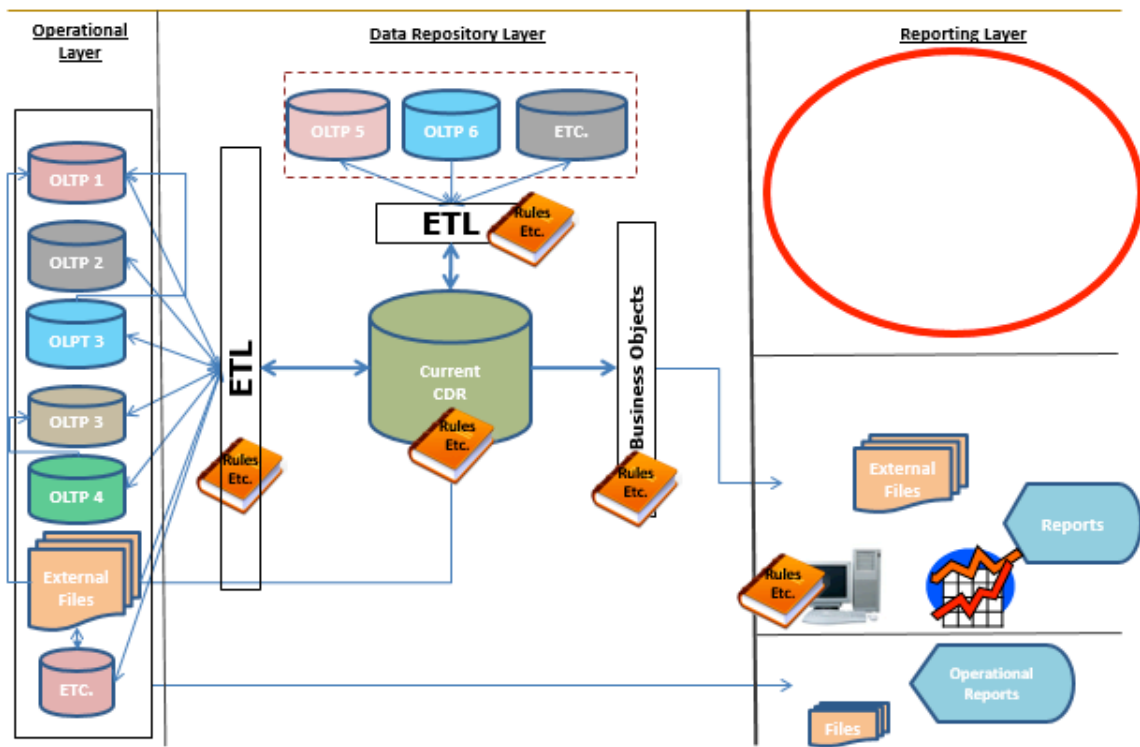 Operational
Layer
Data Repository Layer
Reporting Layer
OLTP 1
OLTP 2
OLPT 3
OLTP 3
OLTP 4
External
Files
ETC.
ETL
Rules
Etc.
OLTP 5
OLTP 6
ETC.
ETL
Rules
Etc.
Current
CDR
Rules
Etc.
Business Objects
Rules
Etc.
External
Files
Reports
Rules
Etc.
Operational
Reports
Files